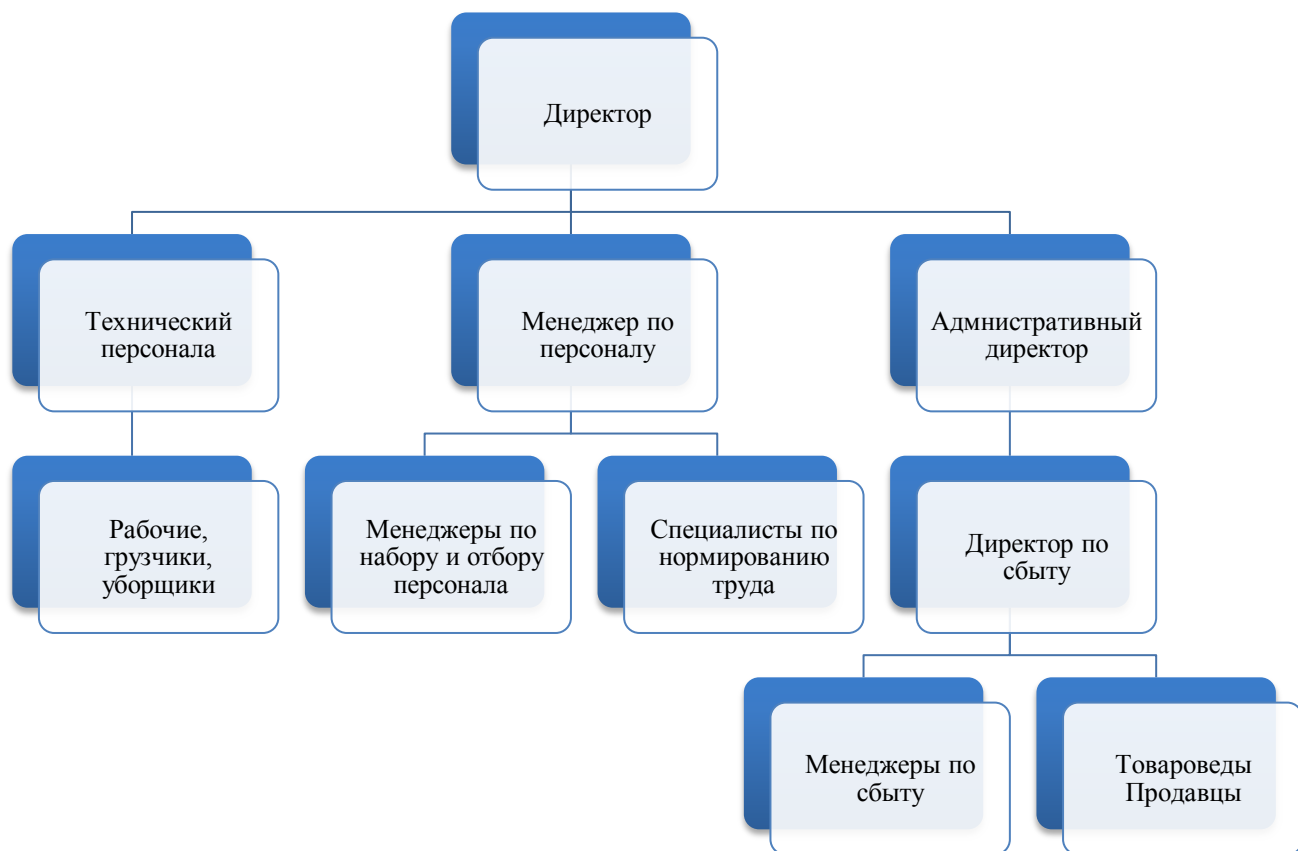 Директор
Технический
персонала
Менеджер по
персоналу
Адмнистративный
директор
Рабочие,
грузчики,
уборщики
Менеджеры по
набору и отбору
персонала
Специалисты по
нормированию
труда
Директор по
сбыту
Менеджеры по
сбыту
Товароведы
Продавцы